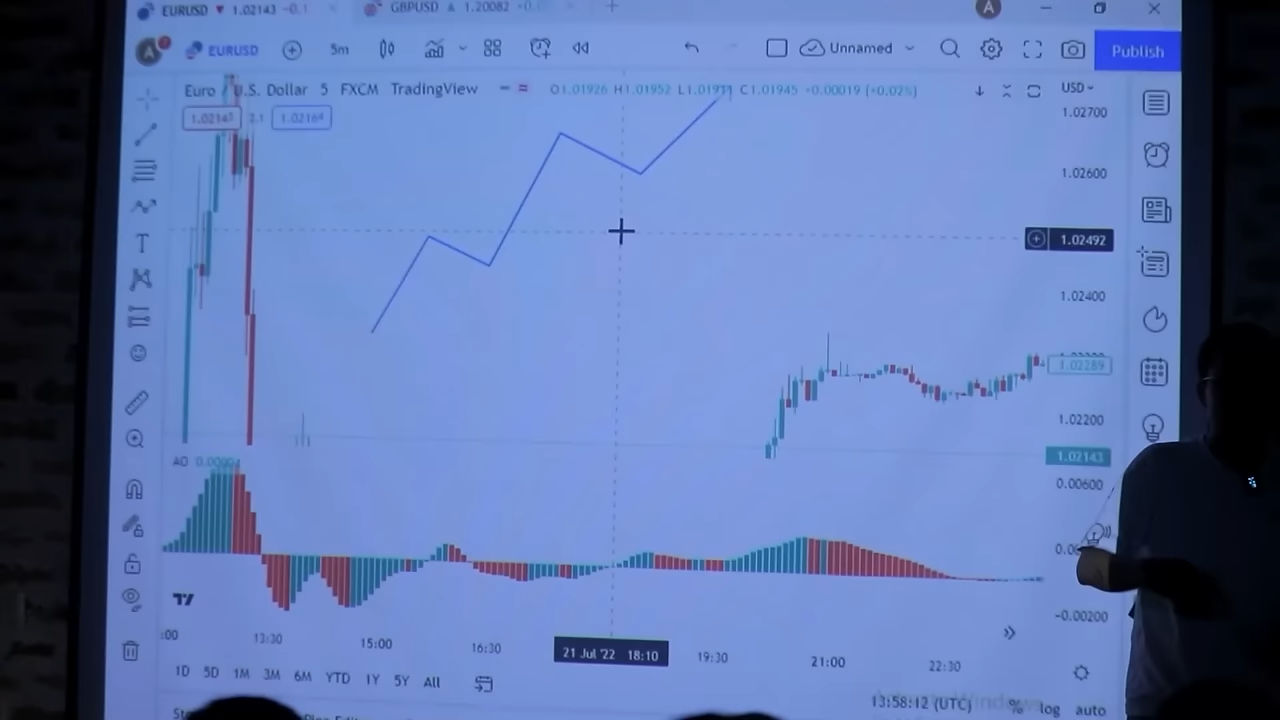 EURUSD ▼ 1.02143 -0.1
GBPUSD ▲ 1.20082
A
A EURUSD 5m Unnamed Publish
Euro / U.S. Dollar 5 FXCM TradingView O1.01926 H1.01952 L1.01911 C1.01945 +0.00019 (+0.02%) USD
1.02143 2.1 1.02164
1.02700
1.02600
1.02492
1.02400
1.02289
1.02200
1.02143
AO
0.00600
-0.00200
T
:00 13:30 15:00 16:30 21 Jul '22 18:10 19:30 21:00 22:30
1D 5D 1M 3M 6M YTD 1Y 5Y All
13:58:12 (UTC) % log auto